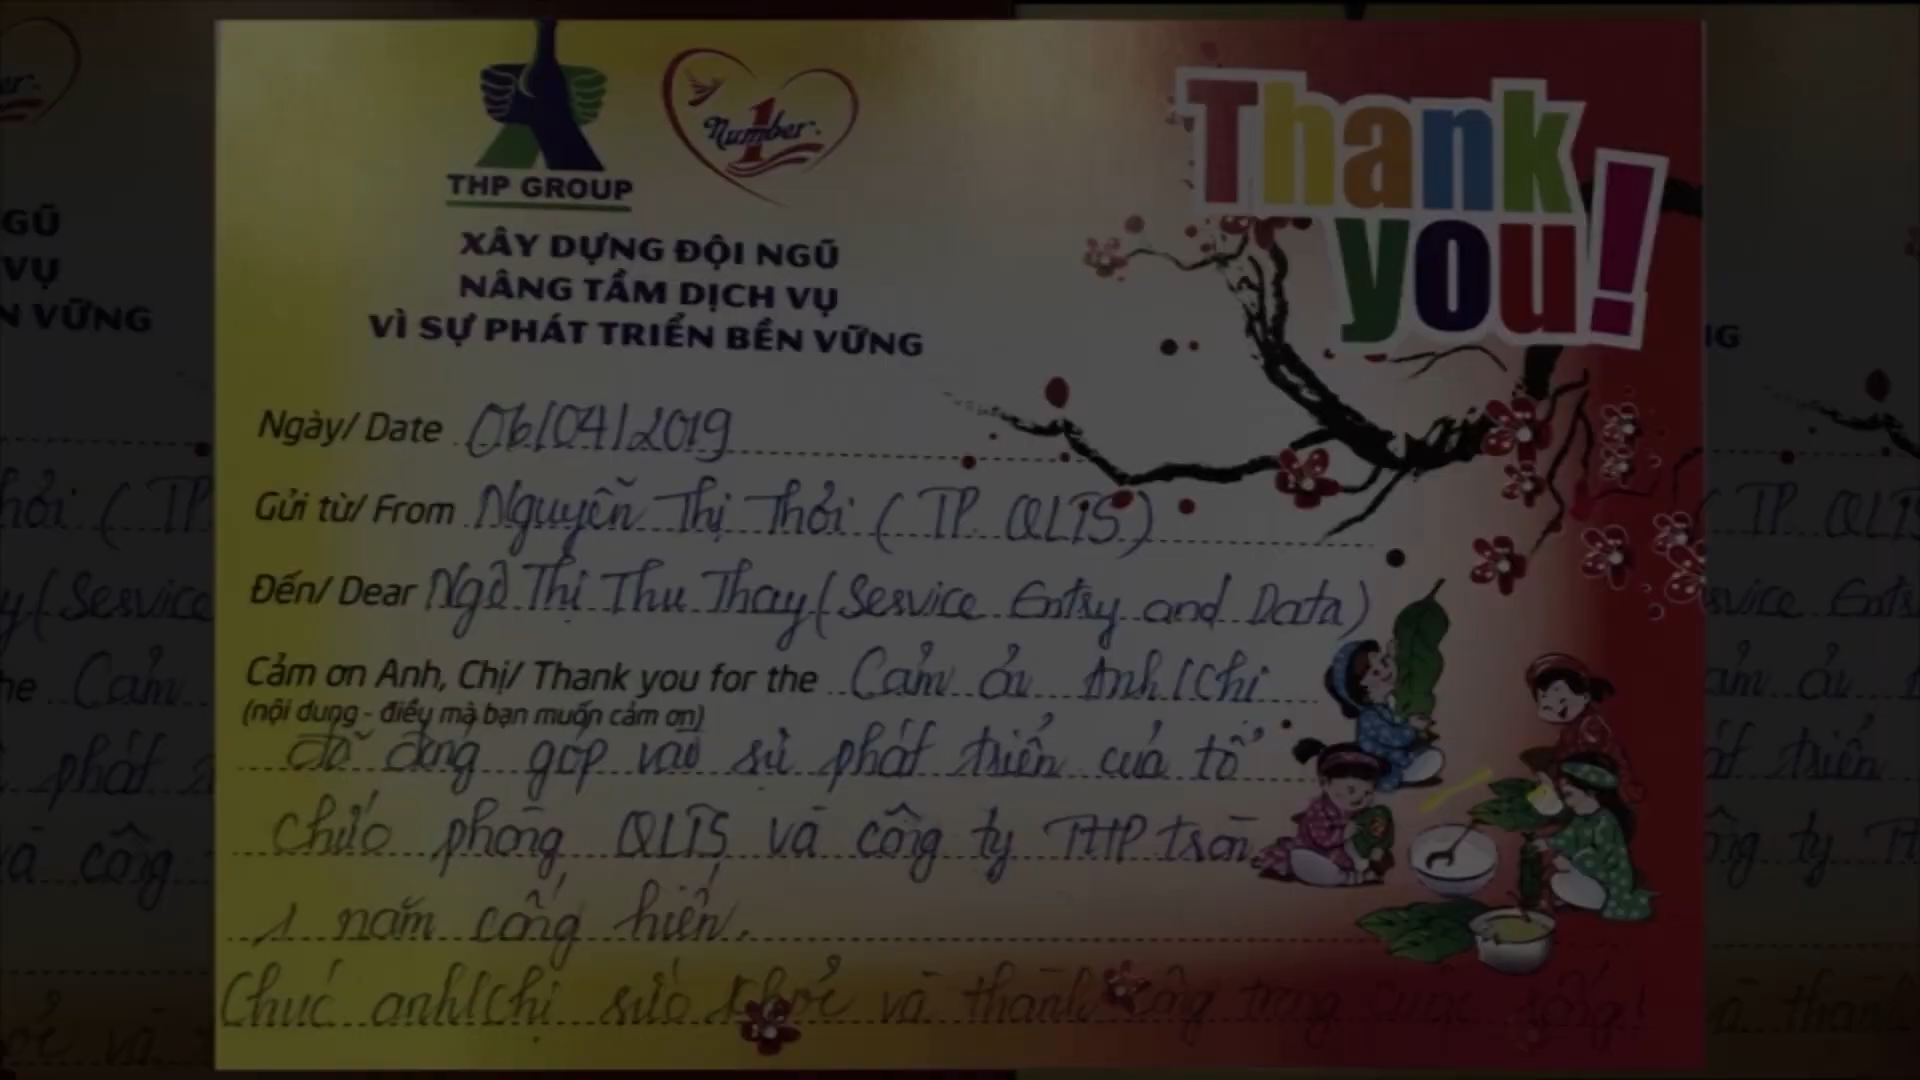 THP GROUP
Number 1
Thank
you!
XÂY DỰNG ĐỘI NGŨ
NÂNG TẦM DỊCH VỤ
VÌ SỰ PHÁT TRIỂN BỀN VỮNG
Ngày/ Date 06/04/2019
Gửi từ/ From Nguyễn Thị Thời (TP. QLTS)
Đến/ Dear Ngô Thị Thu Thay (Service Entry and Data)
Cảm ơn Anh, Chị/ Thank you for the Cảm ơn Anh/Chi
(nội dung - điều mà bạn muốn cảm ơn)
đã đóng góp vào sự phát triển của tổ
chức phòng QLTS và công ty THP tròn
1 năm cống hiến.
Chúc anh/chị sức khỏe và thành công trong cuộc sống!